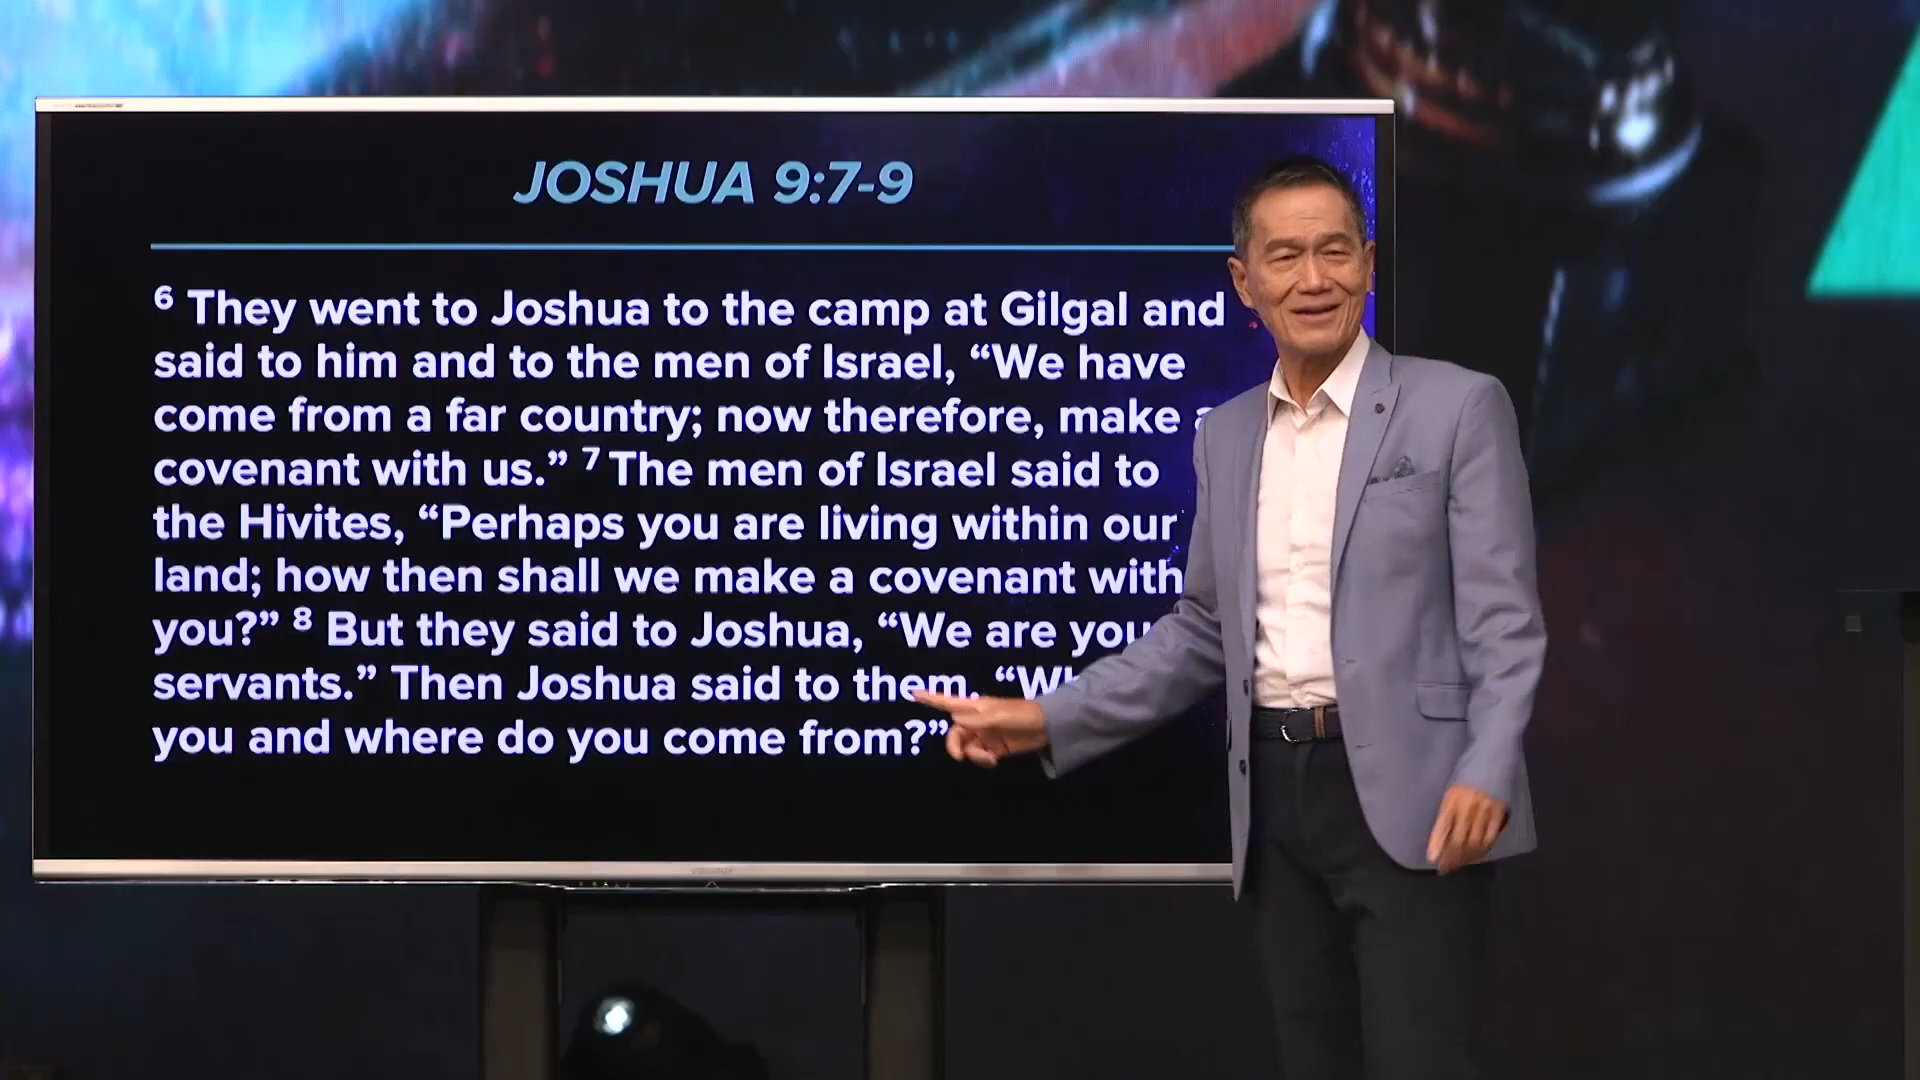 JOSHUA 9:7-9
6 They went to Joshua to the camp at Gilgal and
said to him and to the men of Israel, “We have
come from a far country; now therefore, make a
covenant with us.” 7 The men of Israel said to
the Hivites, “Perhaps you are living within our
land; how then shall we make a covenant with
you?” 8 But they said to Joshua, “We are
servants.” Then Joshua said to them,
you and where do you come from?”